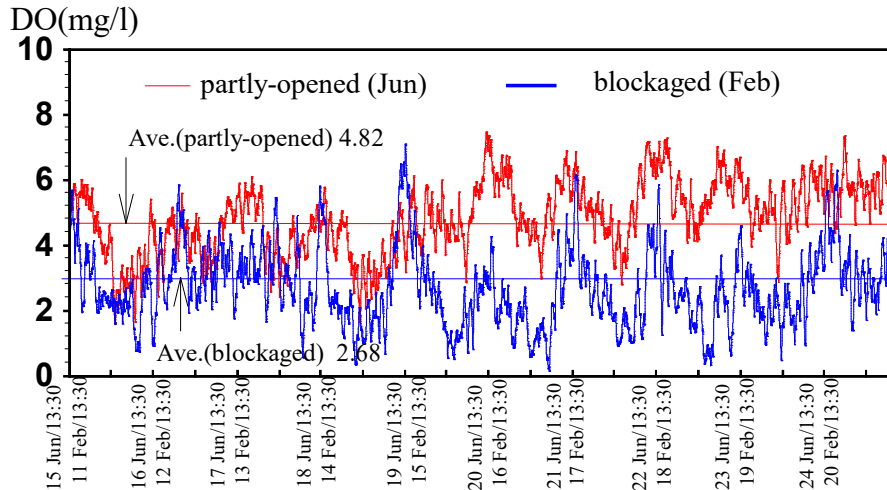 DO(mg/l)
10
8
6
4
2
0
partly-opened (Jun)
blockaged (Feb)
Ave.(partly-opened) 4.82
Ave.(blockaged) 2.68
15 Jun/13:30
11 Feb/13:30
16 Jun/13:30
12 Feb/13:30
17 Jun/13:30
13 Feb/13:30
18 Jun/13:30
14 Feb/13:30
19 Jun/13:30
15 Feb/13:30
20 Jun/13:30
16 Feb/13:30
21 Jun/13:30
17 Feb/13:30
22 Jun/13:30
18 Feb/13:30
23 Jun/13:30
19 Feb/13:30
24 Jun/13:30
20 Feb/13:30